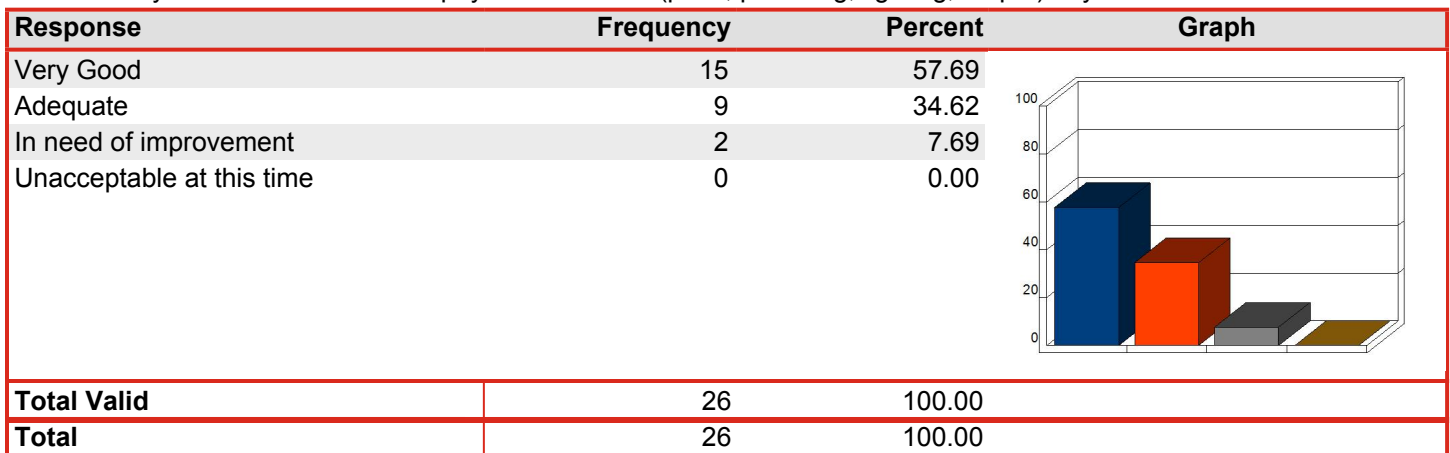 Response Frequency Percent Graph
Very Good 15 57.69
Adequate 9 34.62
In need of improvement 2 7.69
Unacceptable at this time 0 0.00
100
80
60
40
20
0
Total Valid 26 100.00
Total 26 100.00